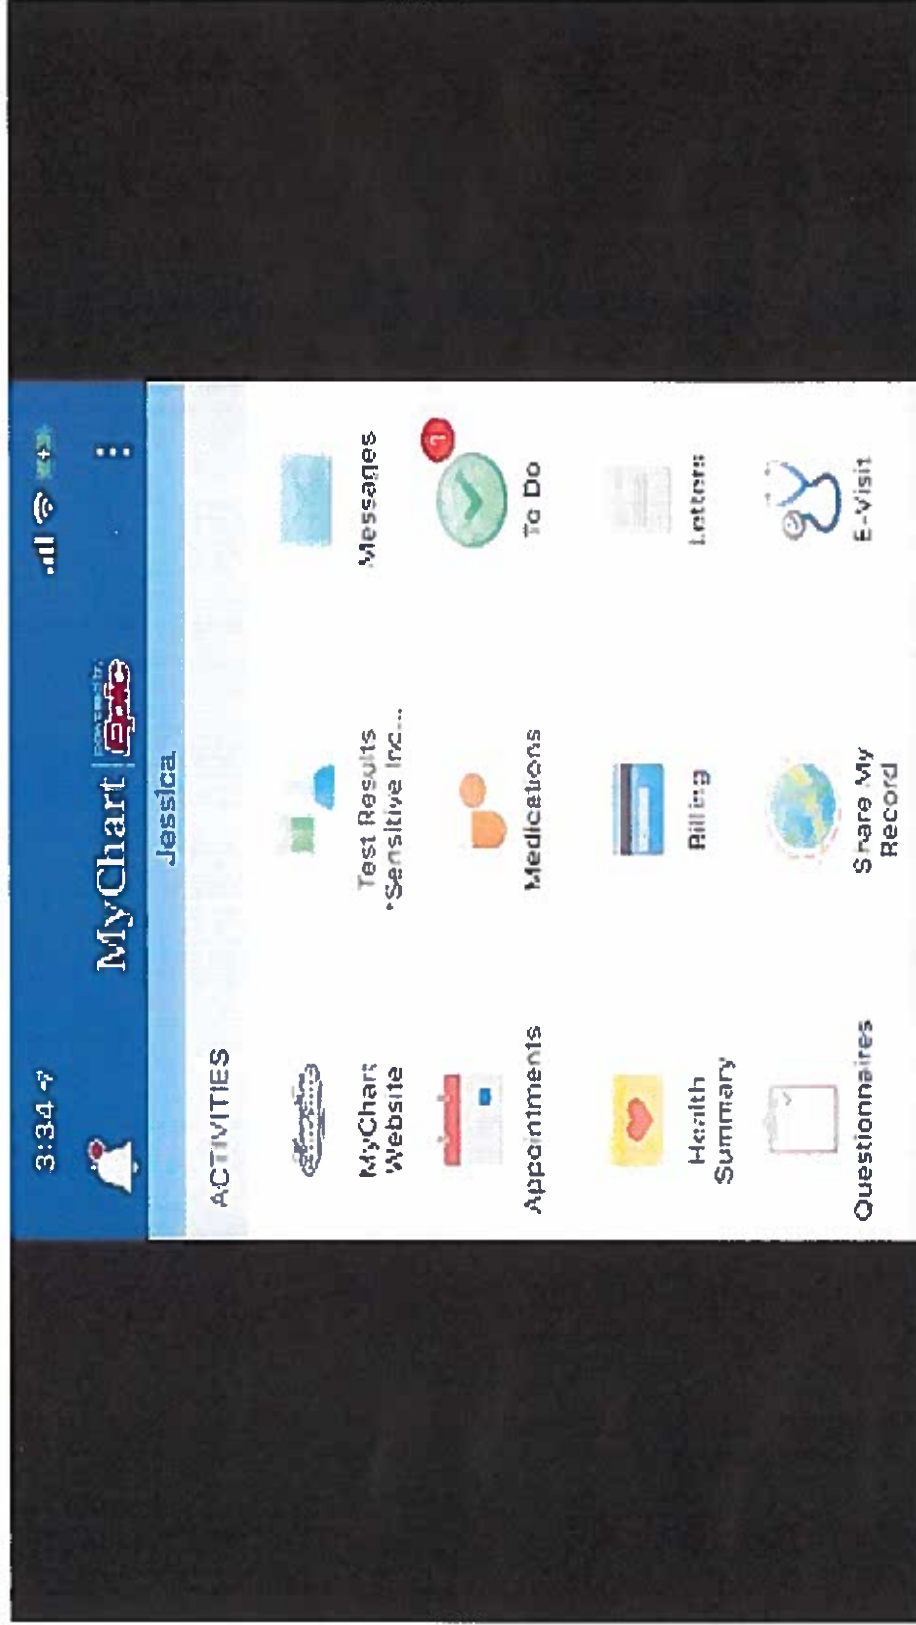 3:34
MyChart
Epic
Jessica
ACTIVITIES
MyChart
Website
Test Results
*Sensitive Inc...
Messages
Appointments
Medications
To Do
1
Health
Summary
Billing
Letters
Questionnaires
Share My
Record
E-Visit